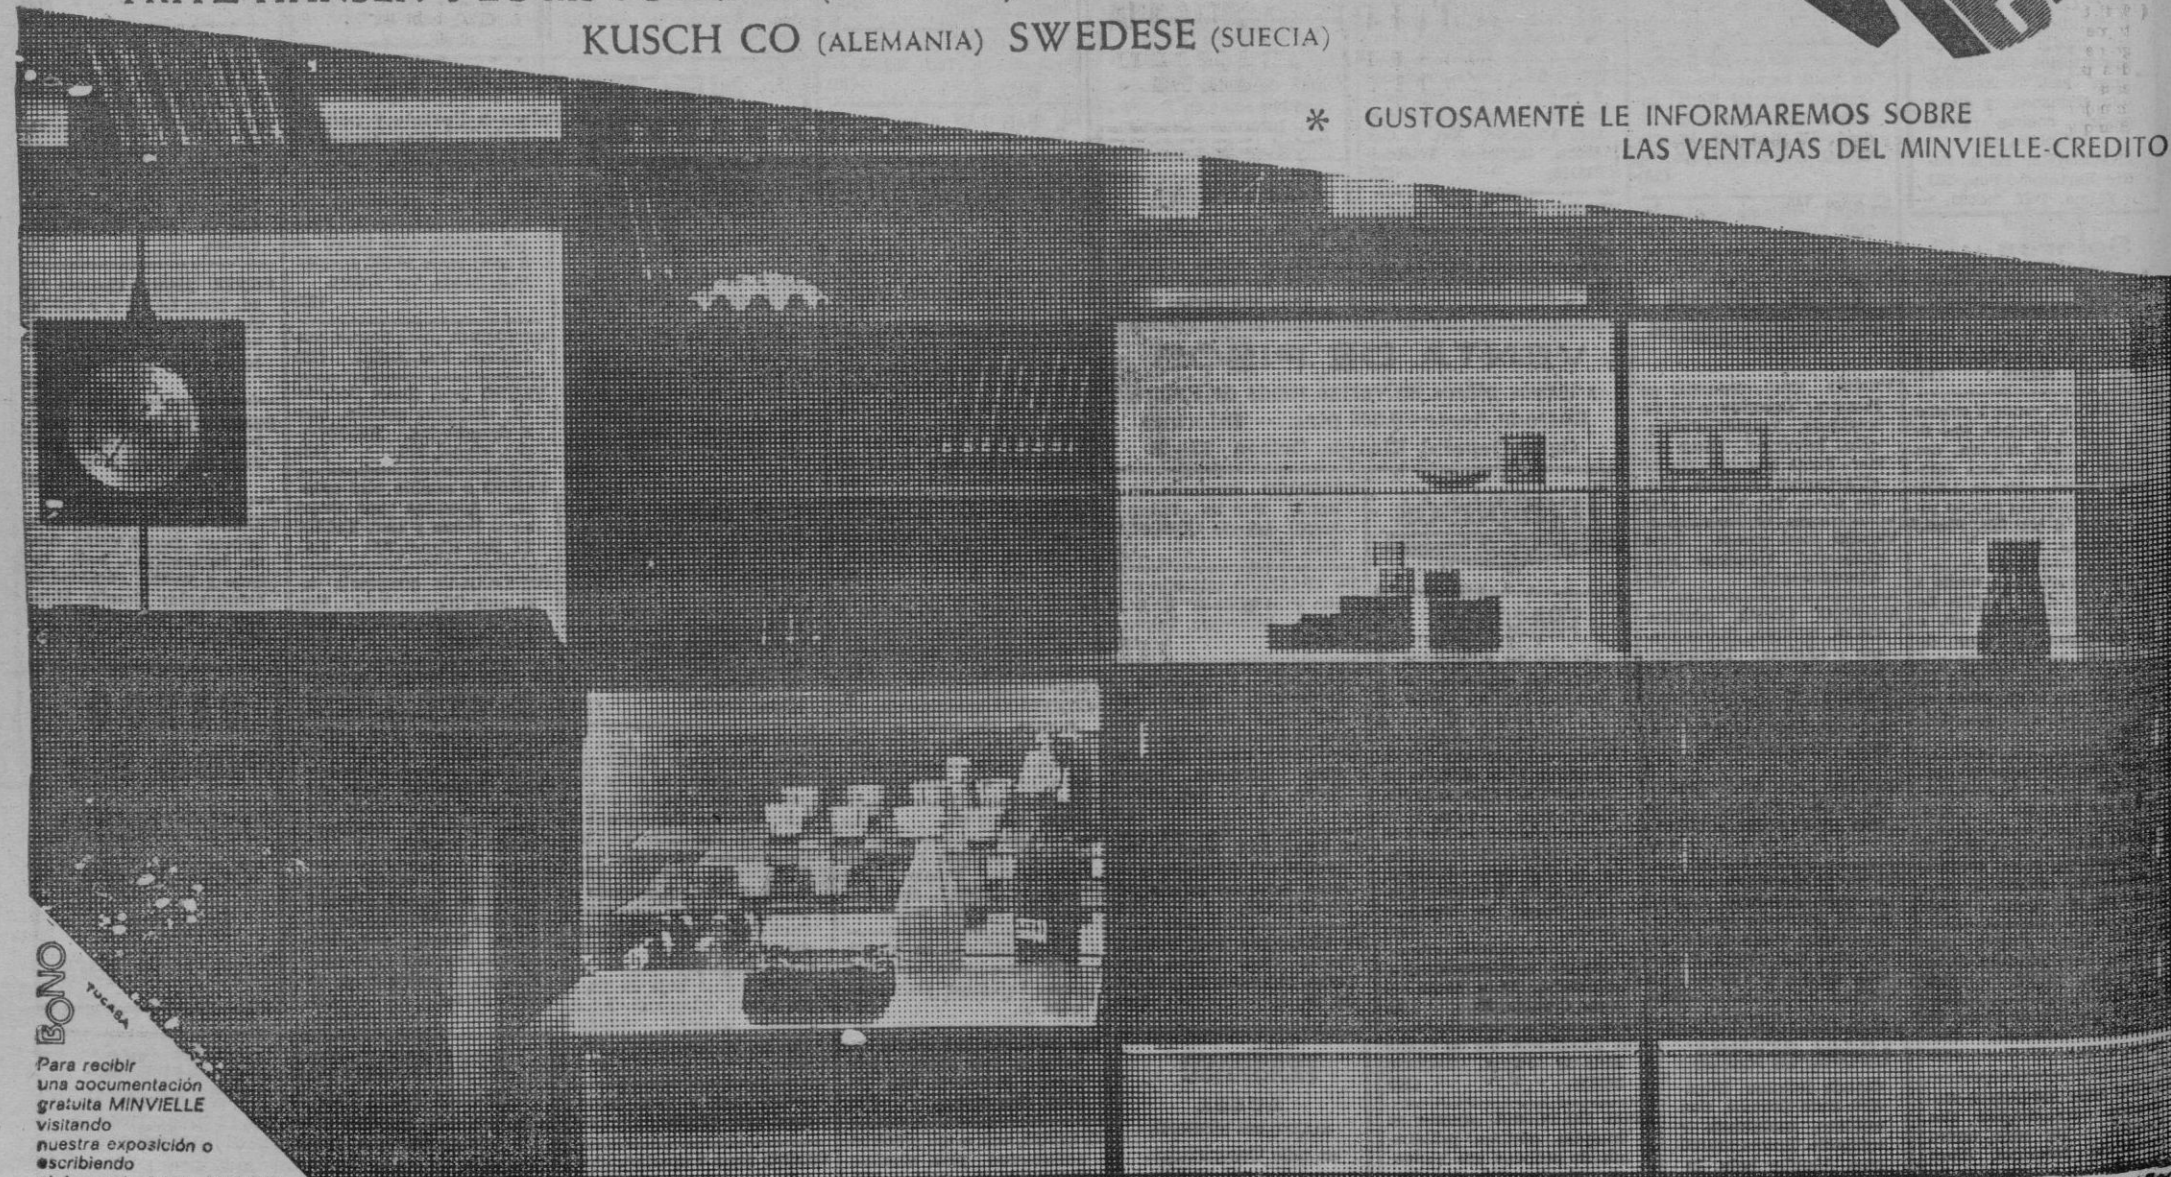 KUSCH CO (ALEMANIA) SWEDESE (SUECIA)
* GUSTOSAMENTE LE INFORMAREMOS SOBRE
LAS VENTAJAS DEL MINVIELLE-CREDITO
BONO
TUCASA
Para recibir
una documentación
gratuita MINVIELLE
visitando
nuestra exposición o
escribiendo